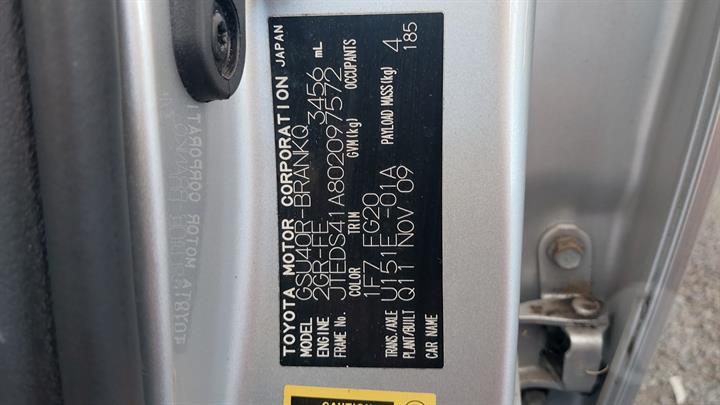 TOYOTA MOTOR CORPORATION JAPAN
MODEL GSU40R-BRANKQ
ENGINE 2GR-FE 3456 mL
FRAME No. JTEDS41A802097572
COLOR TRIM GVM(kg) OCCUPANTS
1F7 FG20
TRANS./AXLE U151E -01A PAYLOAD MASS(kg) 4
PLANT/BUILT Q11 NOV 09 185
CAR NAME
CAUTION